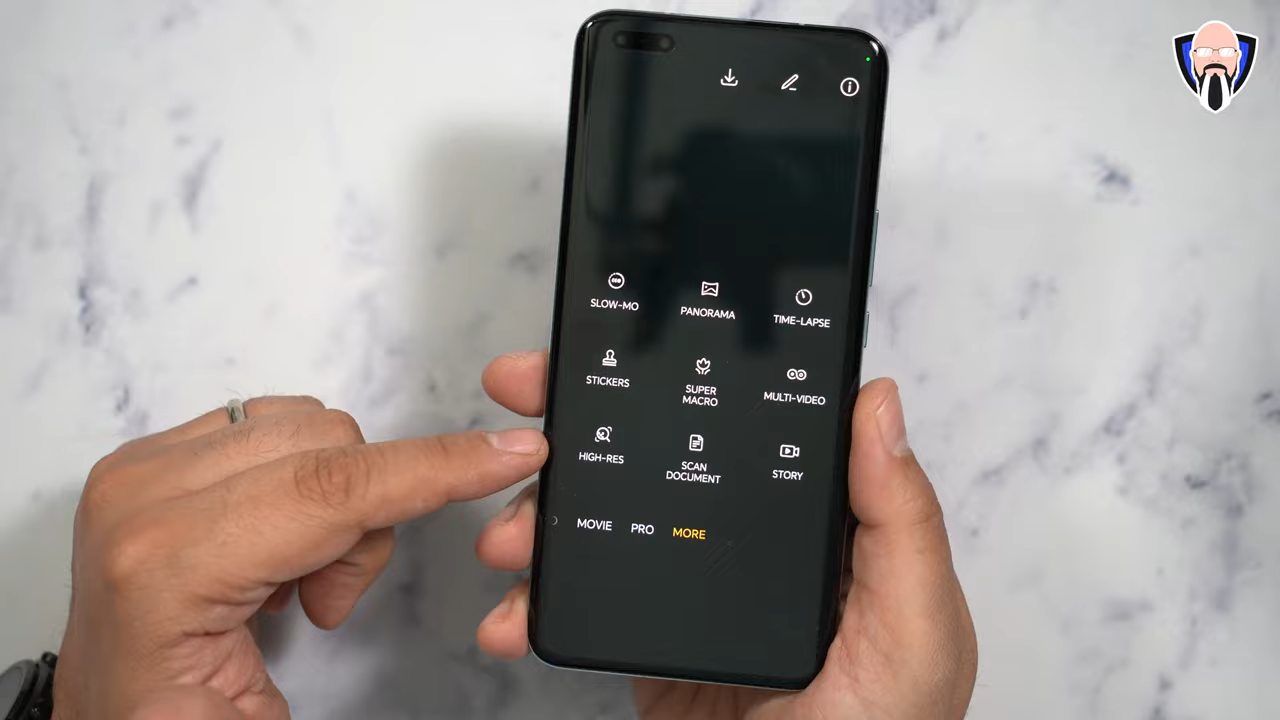 SLOW-MO
PANORAMA
TIME-LAPSE
STICKERS
SUPER
MACRO
MULTI-VIDEO
HIGH-RES
SCAN
DOCUMENT
STORY
MOVIE
PRO
MORE